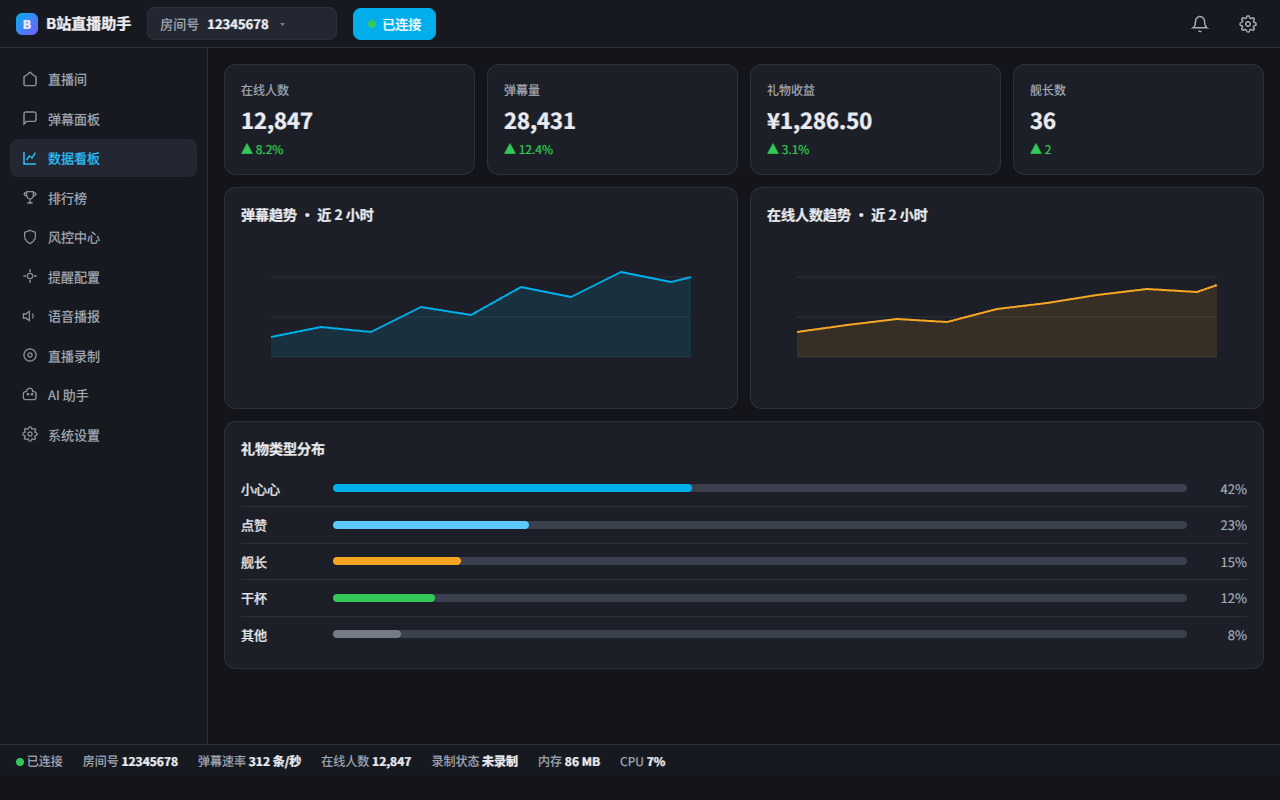 B B站直播助手 房间号 12345678 已连接
直播间
弹幕面板
数据看板
排行榜
风控中心
提醒配置
语音播报
直播录制
AI 助手
系统设置
在线人数
12,847
▲ 8.2%
弹幕量
28,431
▲ 12.4%
礼物收益
¥1,286.50
▲ 3.1%
舰长数
36
▲ 2
弹幕趋势 • 近 2 小时
在线人数趋势 • 近 2 小时
礼物类型分布
小心心 42%
点赞 23%
舰长 15%
干杯 12%
其他 8%
已连接 房间号 12345678 弹幕速率 312 条/秒 在线人数 12,847 录制状态 未录制 内存 86 MB CPU 7%